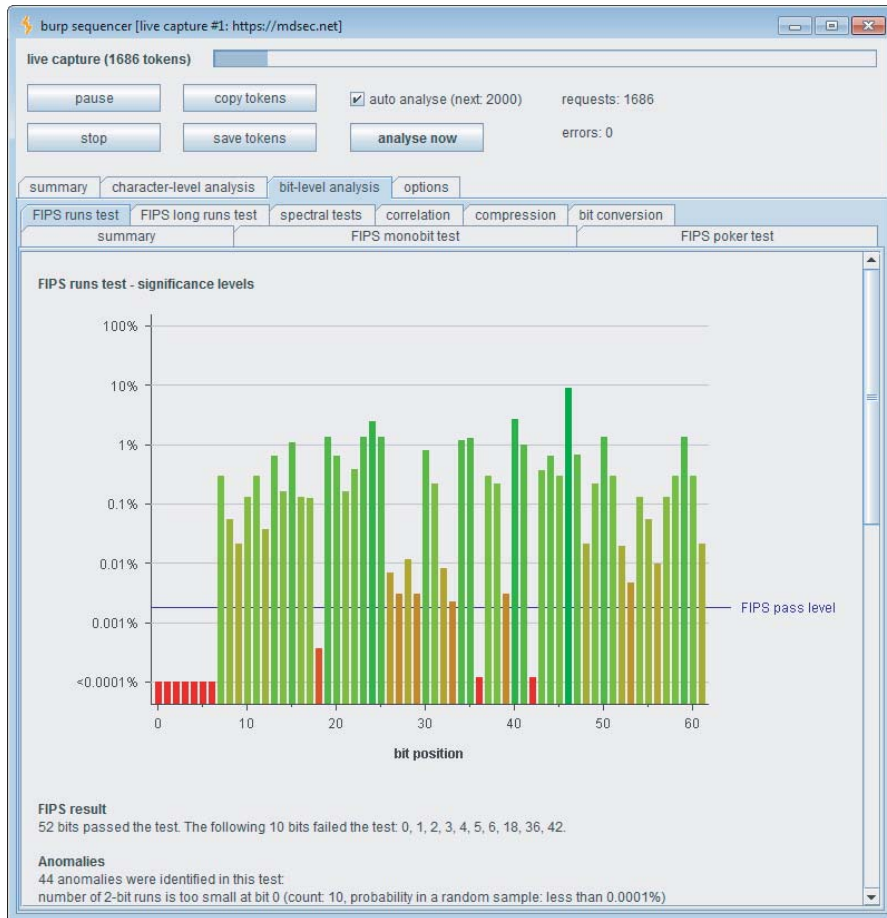 burp sequencer [live capture #1: https://mdsec.net]
live capture (1686 tokens)
pause copy tokens auto analyse (next: 2000) requests: 1686
stop save tokens analyse now errors: 0
summary character-level analysis bit-level analysis options
FIPS runs test FIPS long runs test spectral tests correlation compression bit conversion
summary FIPS monobit test FIPS poker test
FIPS runs test - significance levels
100%
10%
1%
0.1%
0.01%
FIPS pass level
0.001%
<0.0001%
0 10 20 30 40 50 60
bit position
FIPS result
52 bits passed the test. The following 10 bits failed the test: 0, 1, 2, 3, 4, 5, 6, 18, 36, 42.
Anomalies
44 anomalies were identified in this test:
number of 2-bit runs is too small at bit 0 (count: 10, probability in a random sample: less than 0.0001%)